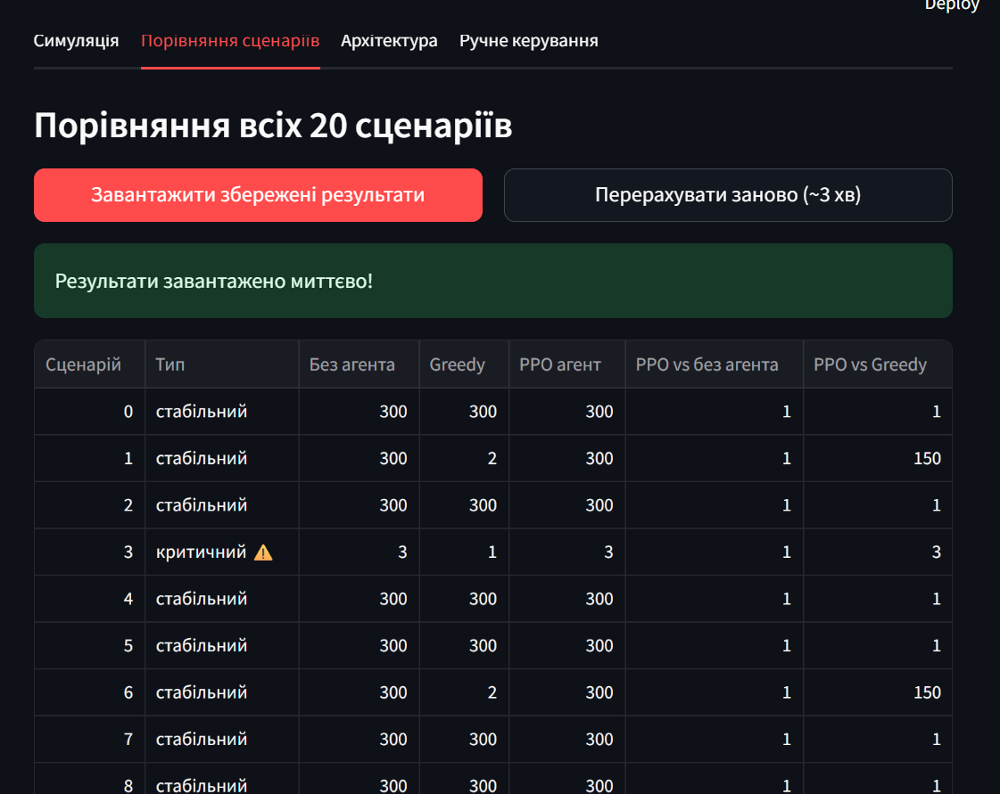 Deploy
Симуляція Порівняння сценаріїв Архітектура Ручне керування
Порівняння всіх 20 сценаріїв
Завантажити збережені результати Перерахувати заново (~3 хв)
Результати завантажено миттєво!
Сценарій Тип Без агента Greedy PPO агент PPO vs без агента PPO vs Greedy
0 стабільний 300 300 300 1 1
1 стабільний 300 2 300 1 150
2 стабільний 300 300 300 1 1
3 критичний ⚠️ 3 1 3 1 3
4 стабільний 300 300 300 1 1
5 стабільний 300 300 300 1 1
6 стабільний 300 2 300 1 150
7 стабільний 300 300 300 1 1
8 стабільний 300 300 300 1 1